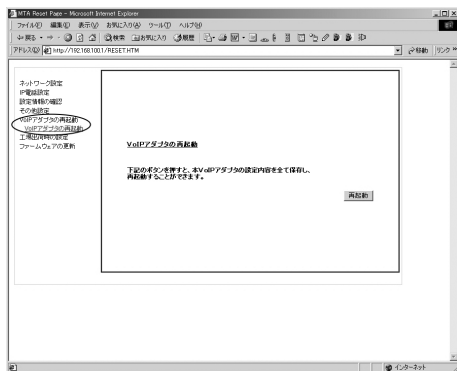 MTA Reset Page - Microsoft Internet Explorer
ファイル(F) 編集(E) 表示(V) お気に入り(A) ツール(T) ヘルプ(H)
戻る 検索 お気に入り 履歴
アドレス(D) http://192.168.100.1/RESET.HTM 移動 リンク
ネットワーク設定
IP電話設定
設定情報の確認
その他設定
VoIPアダプタの再起動
VoIPアダプタの再起動
工場出荷時の設定
ファームウェアの更新
VoIPアダプタの再起動
下記のボタンを押すと、本VoIPアダプタの設定内容を全て保存し、
再起動することができます。
再起動
インターネット